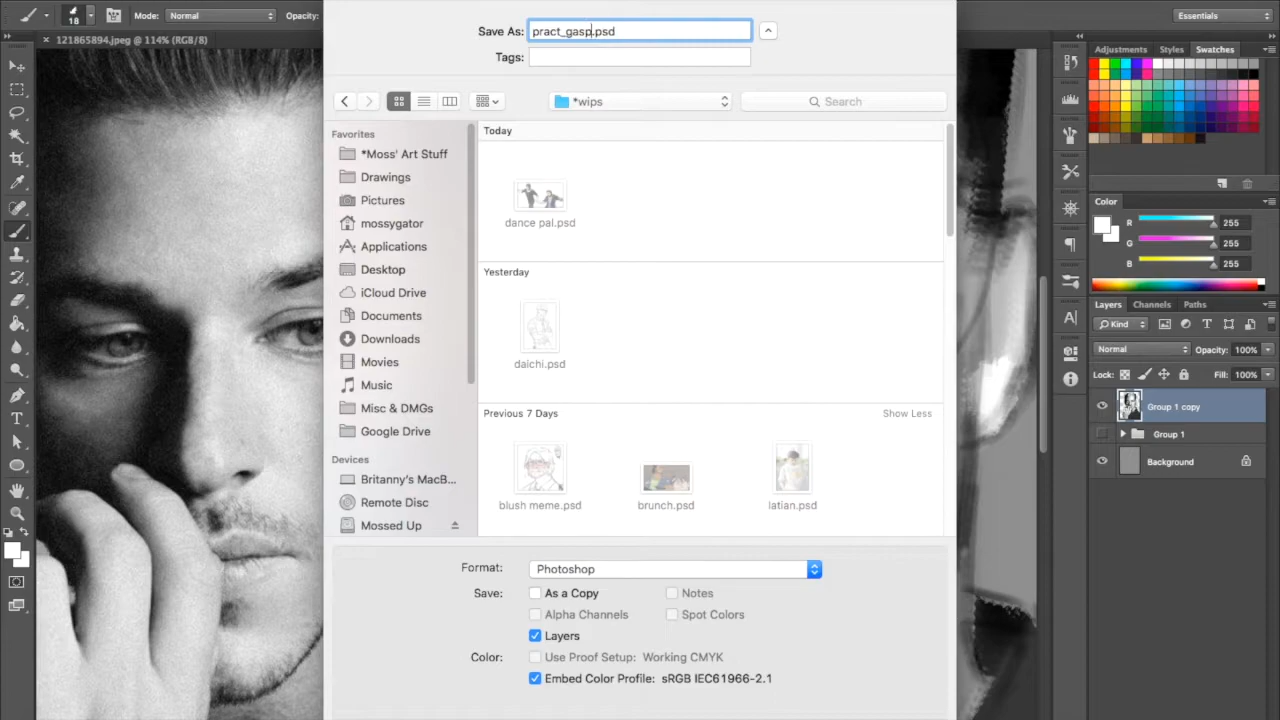 18
Mode:
Normal
Opacity:
Essentials
121865894.jpeg @ 114% (RGB/8)
Save As:
pract_gasp.psd
Tags:
*wips
Search
Favorites
*Moss' Art Stuff
Drawings
Pictures
mossygator
Applications
Desktop
iCloud Drive
Documents
Downloads
Movies
Music
Misc & DMGs
Google Drive
Devices
Britanny's MacB...
Remote Disc
Mossed Up
Today
dance pal.psd
Yesterday
daichi.psd
Previous 7 Days
Show Less
blush meme.psd
brunch.psd
latian.psd
Format:
Photoshop
Save:
As a Copy
Notes
Alpha Channels
Spot Colors
Layers
Color:
Use Proof Setup: Working CMYK
Embed Color Profile: sRGB IEC61966-2.1
Adjustments
Styles
Swatches
Color
R
255
G
255
B
255
Layers
Channels
Paths
Kind
Normal
Opacity:
100%
Lock:
Fill:
100%
Group 1 copy
Group 1
Background